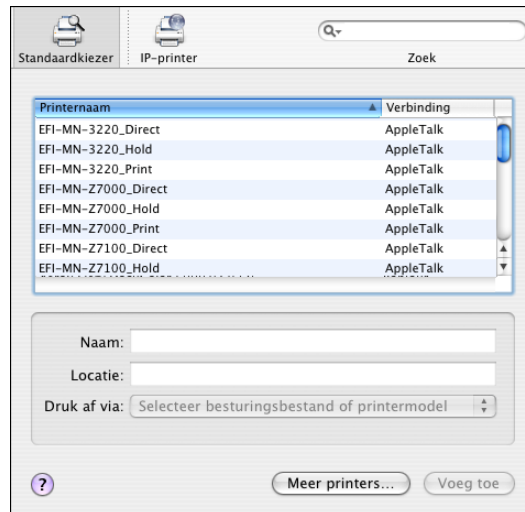 Standaardkiezer IP-printer Zoek
Printernaam Verbinding
EFI-MN-3220_Direct AppleTalk
EFI-MN-3220_Hold AppleTalk
EFI-MN-3220_Print AppleTalk
EFI-MN-Z7000_Direct AppleTalk
EFI-MN-Z7000_Hold AppleTalk
EFI-MN-Z7000_Print AppleTalk
EFI-MN-Z7100_Direct AppleTalk
EFI-MN-Z7100_Hold AppleTalk
Naam:
Locatie:
Druk af via: Selecteer besturingsbestand of printermodel
? Meer printers... Voeg toe